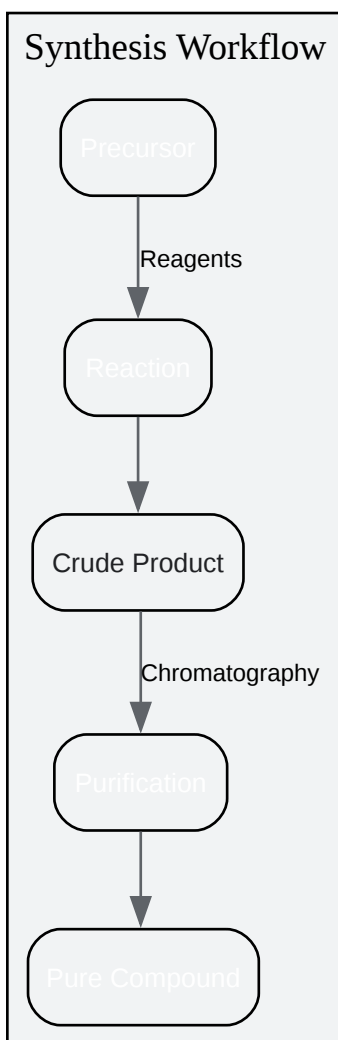 Synthesis Workflow
Precursor
Reagents
Reaction
Crude Product
Chromatography
Purification
Pure Compound